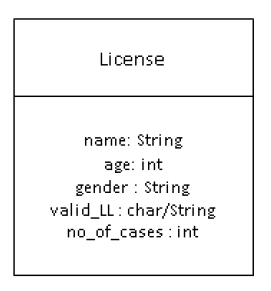 License
name: String
age: int
gender : String
valid_LL : char/String
no_of_cases : int